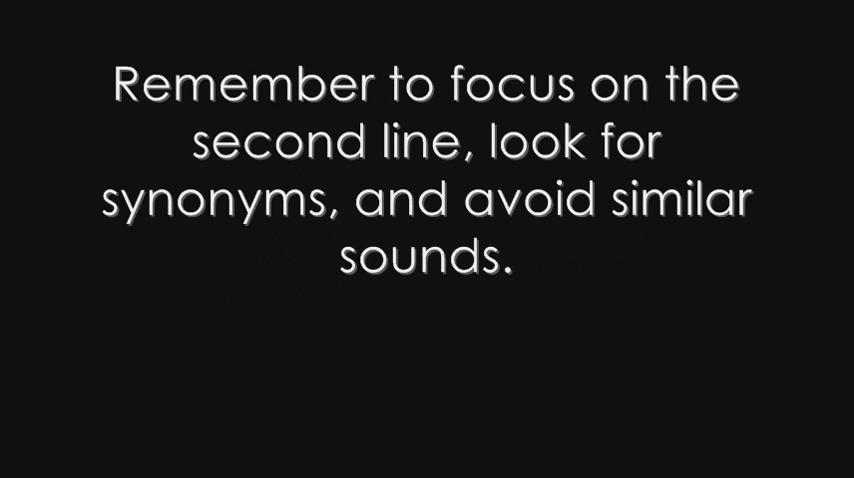 Remember to focus on the
second line, look for
synonyms, and avoid similar
sounds.